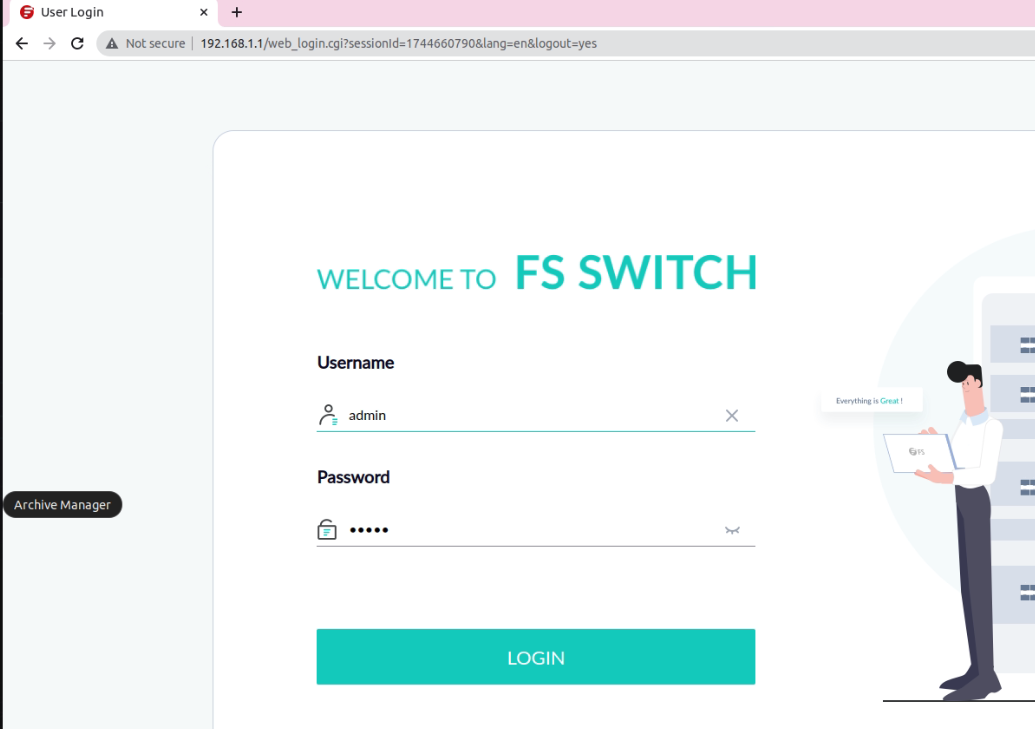 User Login
Not secure 192.168.1.1/web_login.cgi?sessionId=1744660790&lang=en&logout=yes
WELCOME TO FS SWITCH
Username
admin
Everything is Great !
FS
Password
Archive Manager
•••••
LOGIN